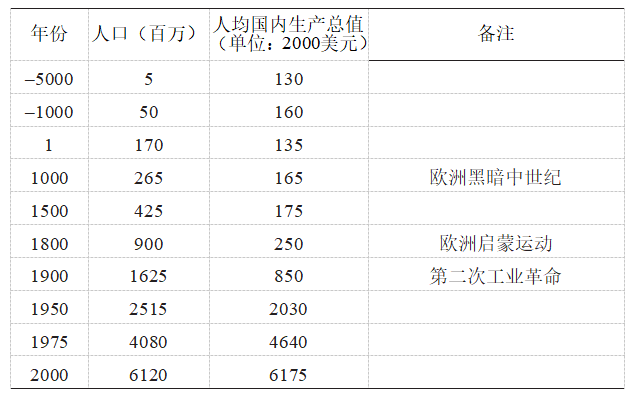 年份 人口（百万） 人均国内生产总值（单位：2000美元） 备注
–5000 5 130
–1000 50 160
1 170 135
1000 265 165 欧洲黑暗中世纪
1500 425 175
1800 900 250 欧洲启蒙运动
1900 1625 850 第二次工业革命
1950 2515 2030
1975 4080 4640
2000 6120 6175